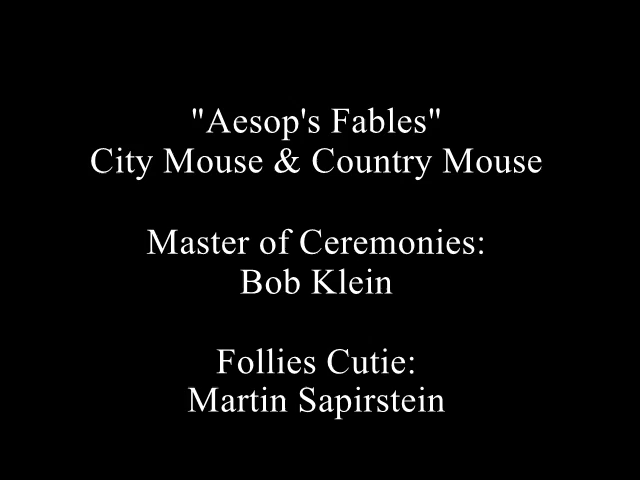 "Aesop's Fables"
City Mouse & Country Mouse
Master of Ceremonies:
Bob Klein
Follies Cutie:
Martin Sapirstein